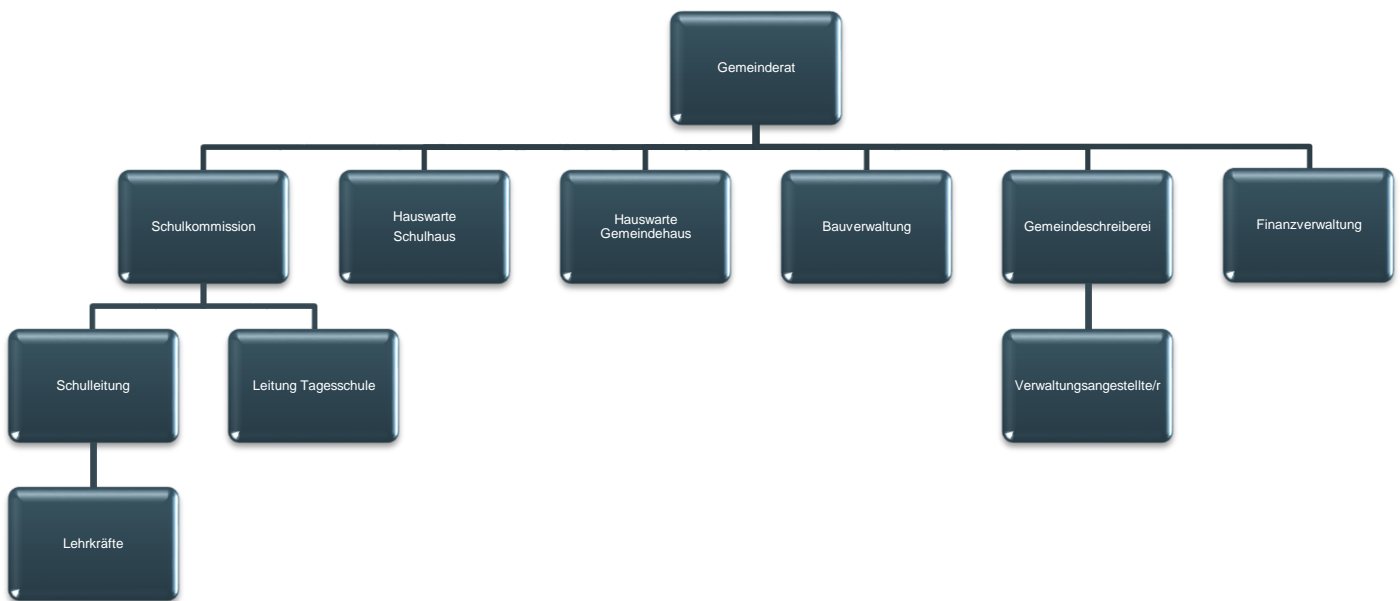 Gemeinderat
Schulkommission
Hauswarte
Schulhaus
Hauswarte
Gemeindehaus
Bauverwaltung
Gemeindeschreiberei
Finanzverwaltung
Schulleitung
Leitung Tagesschule
Verwaltungsangestellte/r
Lehrkräfte